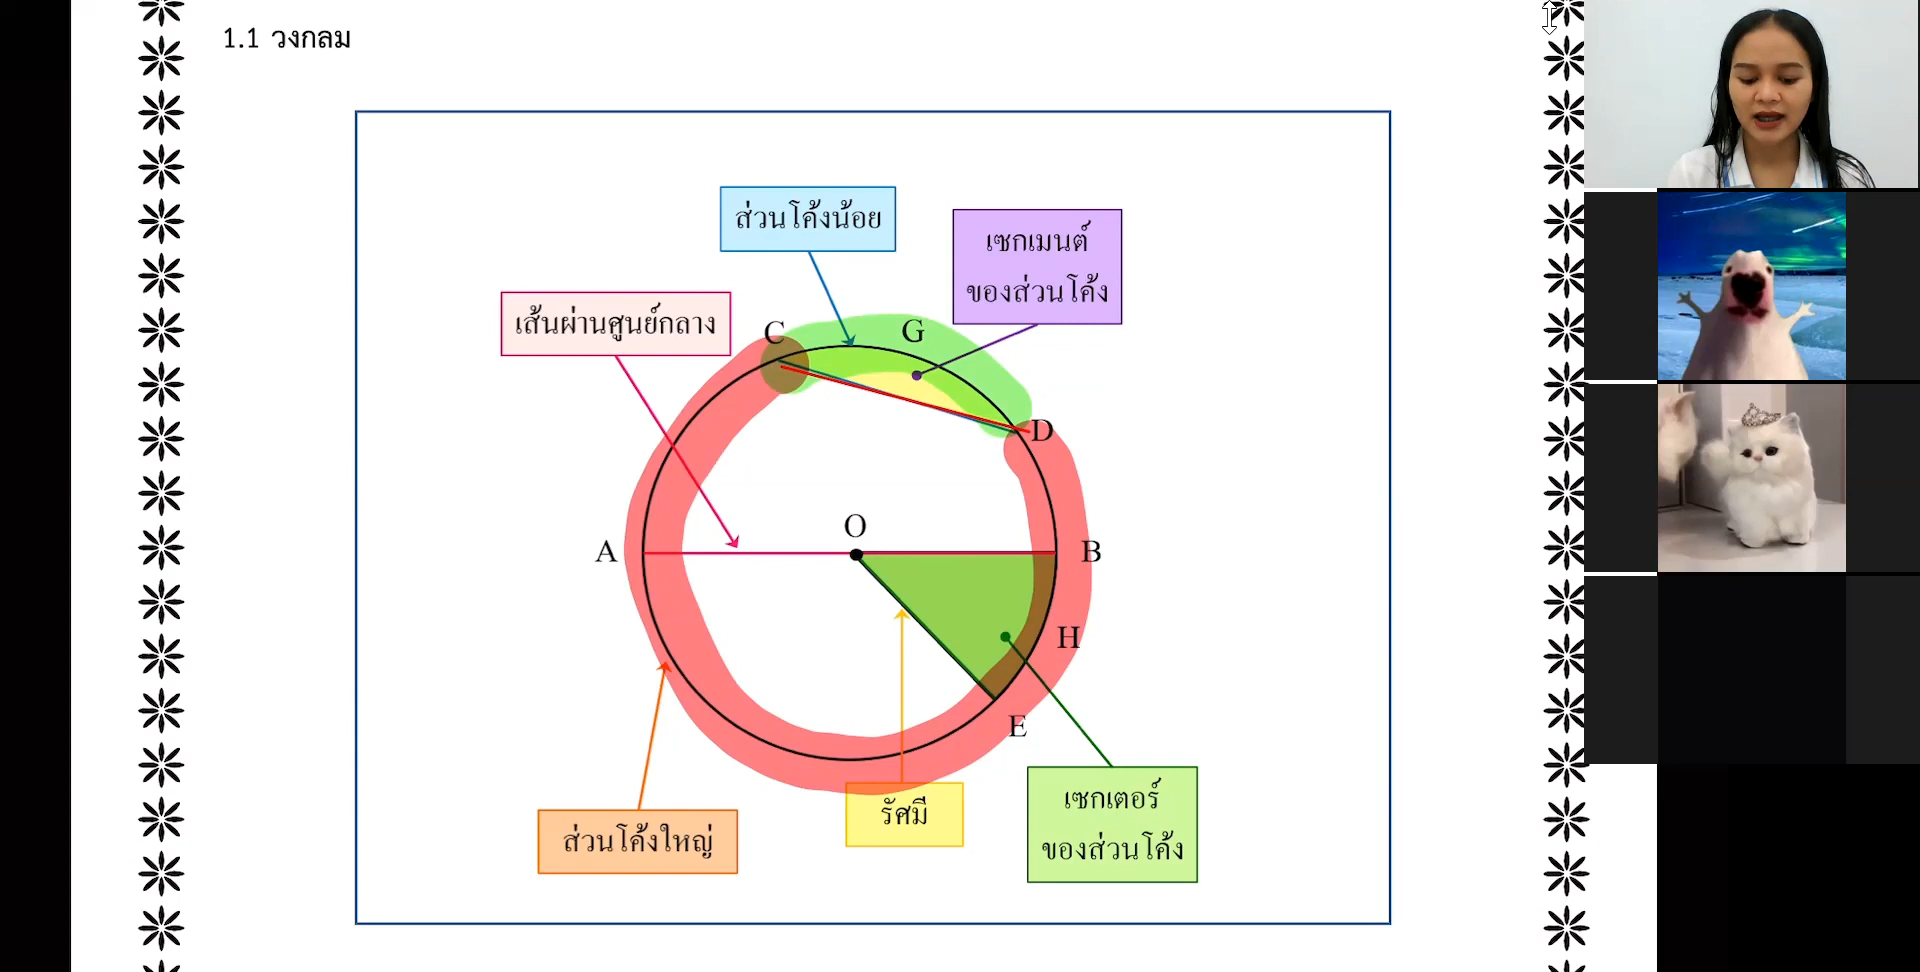 1.1 วงกลม
ส่วนโค้งน้อย
เซกเมนต์
ของส่วนโค้ง
เส้นผ่านศูนย์กลาง
C
G
D
O
A
B
H
E
เซกเตอร์
ของส่วนโค้ง
รัศมี
ส่วนโค้งใหญ่